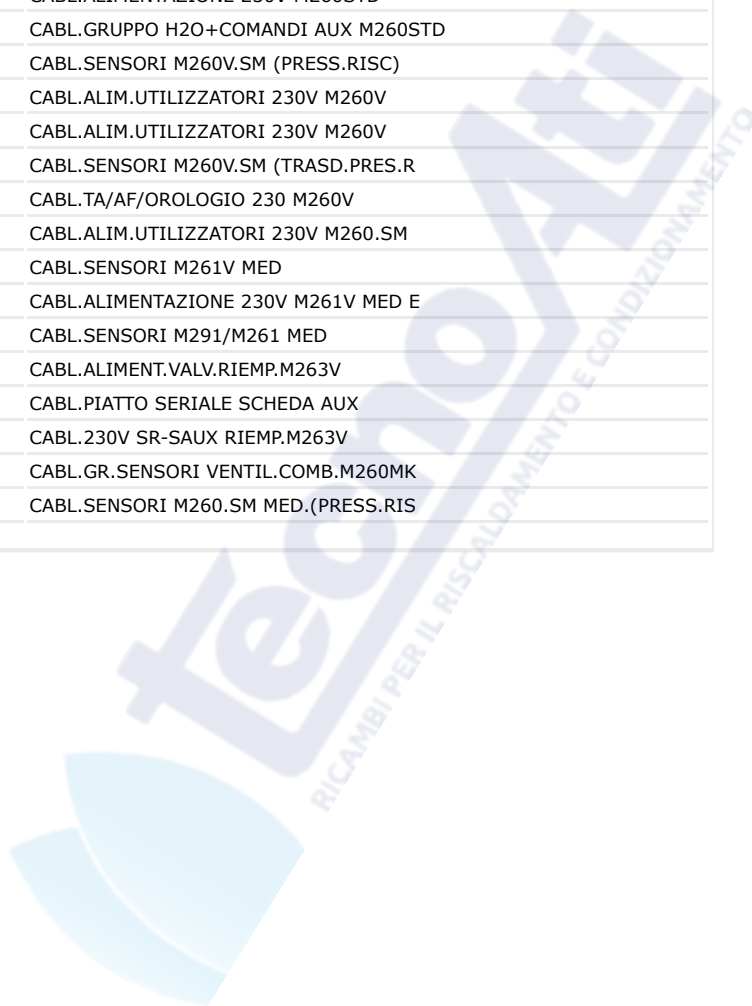 CABL.ALIMENTAZIONE 230V M260STD
CABL.GRUPPO H2O+COMANDI AUX M260STD
CABL.SENSORI M260V.SM (PRESS.RISC)
CABL.ALIM.UTILIZZATORI 230V M260V
CABL.ALIM.UTILIZZATORI 230V M260V
CABL.SENSORI M260V.SM (TRASD.PRES.R
CABL.TA/AF/OROLOGIO 230 M260V
CABL.ALIM.UTILIZZATORI 230V M260.SM
CABL.SENSORI M261V MED
CABL.ALIMENTAZIONE 230V M261V MED E
CABL.SENSORI M291/M261 MED
CABL.ALIMENT.VALV.RIEMP.M263V
CABL.PIATTO SERIALE SCHEDA AUX
CABL.230V SR-SAUX RIEMP.M263V
CABL.GR.SENSORI VENTIL.COMB.M260MK
CABL.SENSORI M260.SM MED.(PRESS.RIS
tecnoAti
RICAMBI PER IL RISCALDAMENTO E CONDIZIONAMENTO